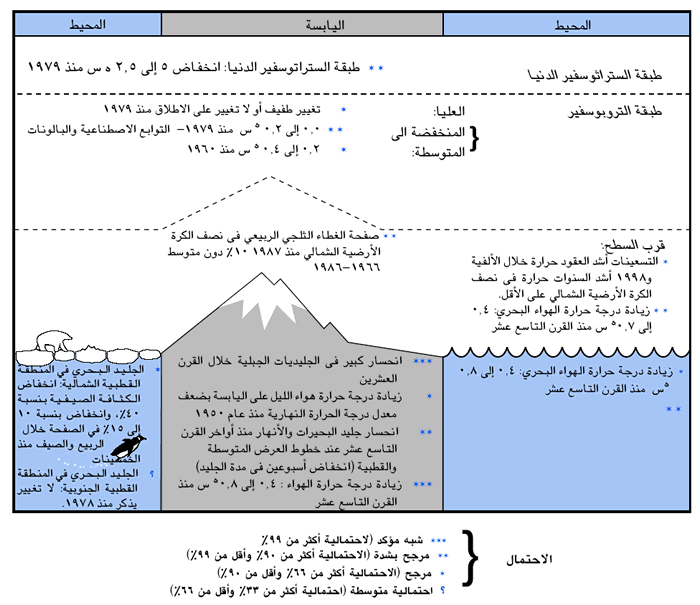 المحيط
اليابسة
المحيط
طبقة الستراتوسفير الدنيا
** طبقة الستراتوسفير الدنيا: انخفاض ٥ إلى ٢,٥ ه س منذ ١٩٧٩
طبقة التروبوسفير
العليا:
المنخفضة الى
المتوسطة:
* تغيير طفيف أو لا تغيير على الاطلاق منذ ١٩٧٩
** ٠,٠ إلى ٠,٢ ٥ س منذ ١٩٧٩– التوابع الاصطناعية والبالونات
* ٠,٢ إلى ٠,٤ ٥ س منذ ١٩٦٠
** صفحة الغطاء الثلجي الربيعي فى نصف الكرة
الأرضية الشمالي منذ ١٩٨٧ ١٠٪ دون متوسط
١٩٦٦–١٩٨٦
قرب السطح:
* التسعينات أشد العقود حرارة خلال الألفية
و١٩٩٨ أشد السنوات حرارة فى نصف
الكرة الأرضية الشمالي على الأقل.
** زيادة درجة حرارة الهواء البحري: ٠,٤
إلى ٠,٧ ٥ س منذ القرن التاسع عشر
* زيادة درجة حرارة الهواء البحري: ٠,٤ إلى ٠,٨
٥س منذ القرن التاسع عشر
**
*** انحسار كبير فى الجليديات الجبلية خلال القرن
العشرين
* زيادة درجة حرارة هواء الليل على اليابسة بضعف
معدل درجة الحرارة النهارية منذ عام ١٩٥٠
** انحسار جليد البحيرات والأنهار منذ أواخر القرن
التاسع عشر عند خطوط العرض المتوسطة
والقطبية (انخفاض أسبوعين فى مدة الجليد)
*** زيادة درجة حرارة الهواء : ٠,٤ إلى ٠,٨ ٥ س منذ
القرن التاسع عشر
* الجليد البحري في المنطقة
القطبية الشمالية: انخفاض
الكثافة الصيفية بنسبة
٤٠٪، وانخفاض بنسبة ١٠
إلى ١٥٪ في الصفحة خلال
الربيع والصيف منذ
الخمسينات
؟ الجليد البحري في المنطقة
القطبية الجنوبية: لا تغيير
يذكر منذ ١٩٧٨.
الاحتمال
*** شبه مؤكد (لاحتمالية أكثر من ٩٩٪)
** مرجح بشدة (الاحتمالية أكثر من ٩٠٪ وأقل من ٩٩٪)
* مرجح (الاحتمالية أكثر من ٦٦٪ وأقل من ٩٠٪)
؟ احتمالية متوسطة (احتمالية أكثر من ٣٣٪ وأقل من ٦٦٪)